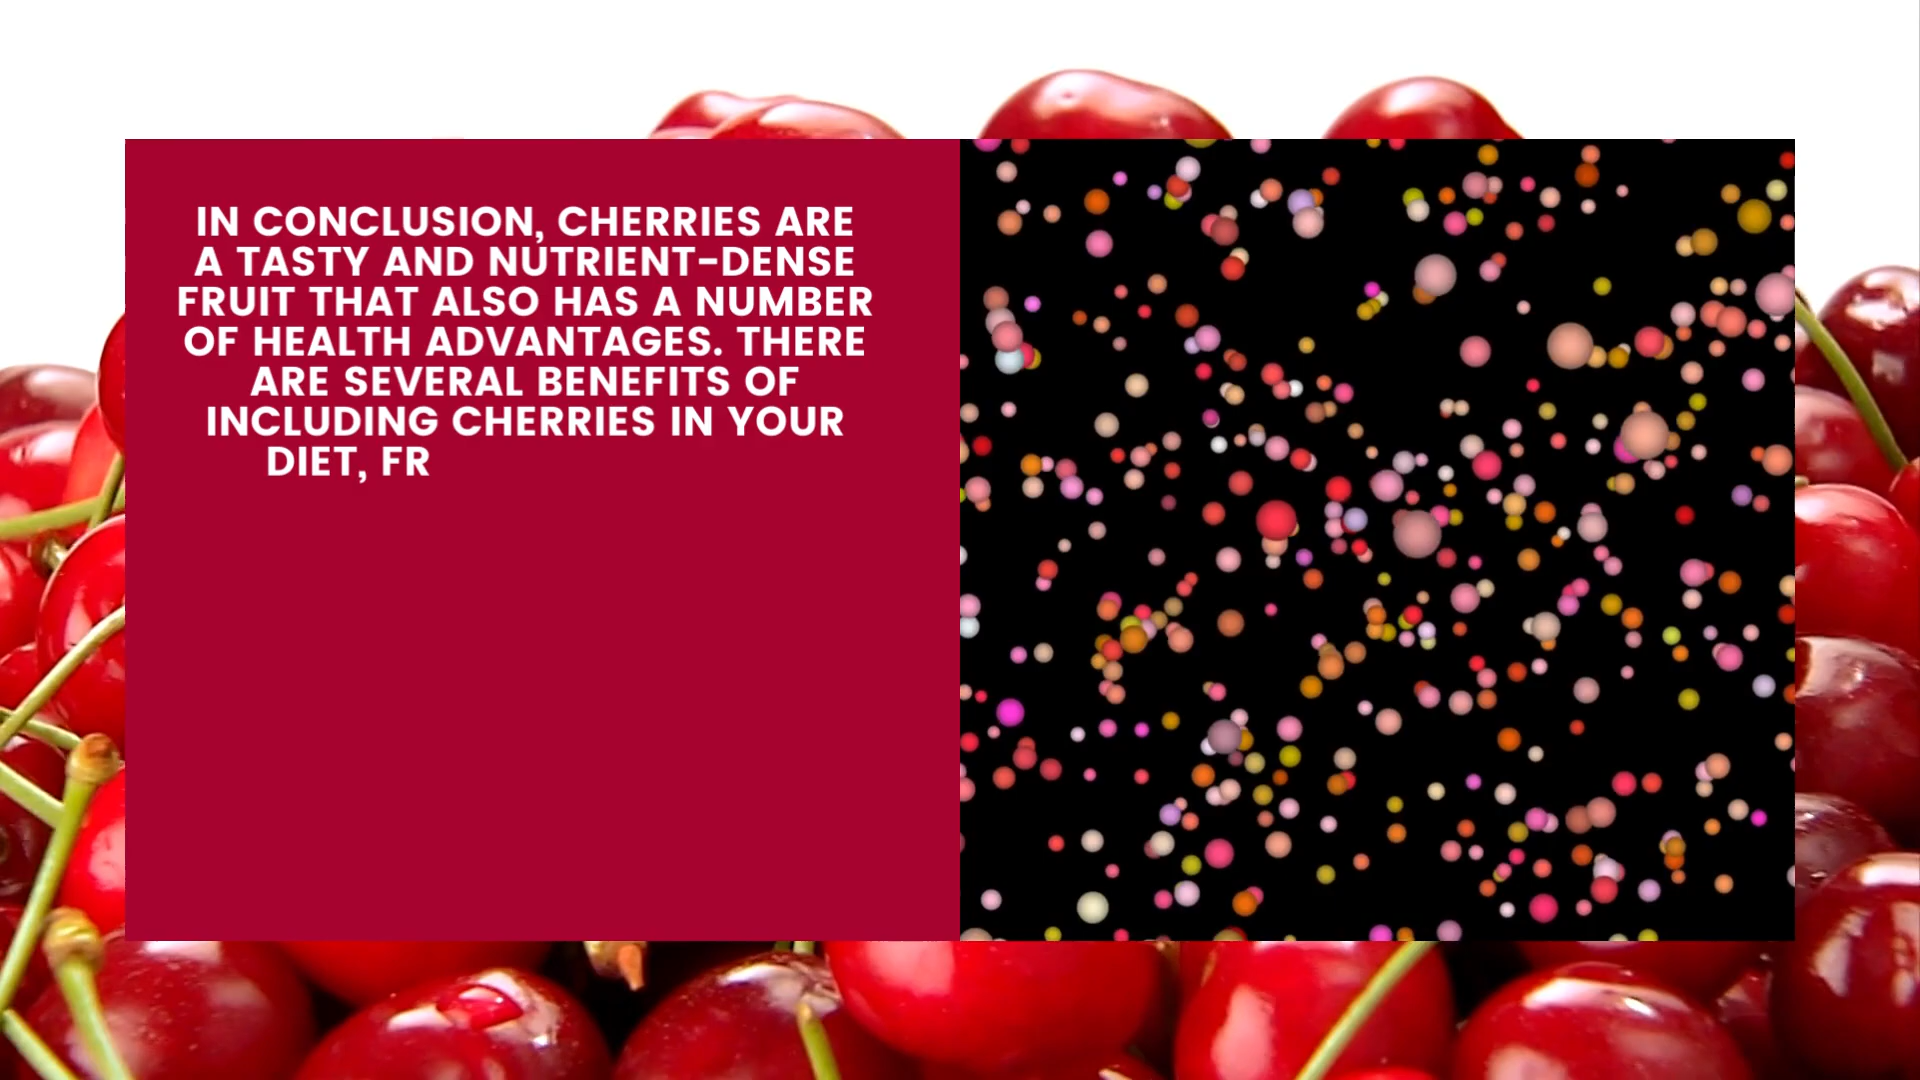 IN CONCLUSION, CHERRIES ARE
A TASTY AND NUTRIENT-DENSE
FRUIT THAT ALSO HAS A NUMBER
OF HEALTH ADVANTAGES. THERE
ARE SEVERAL BENEFITS OF
INCLUDING CHERRIES IN YOUR
DIET, FR